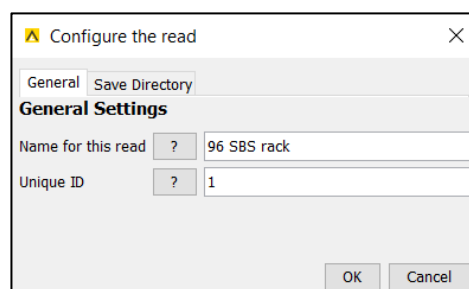 Configure the read
General Save Directory
General Settings
Name for this read ? 96 SBS rack
Unique ID ? 1
OK Cancel